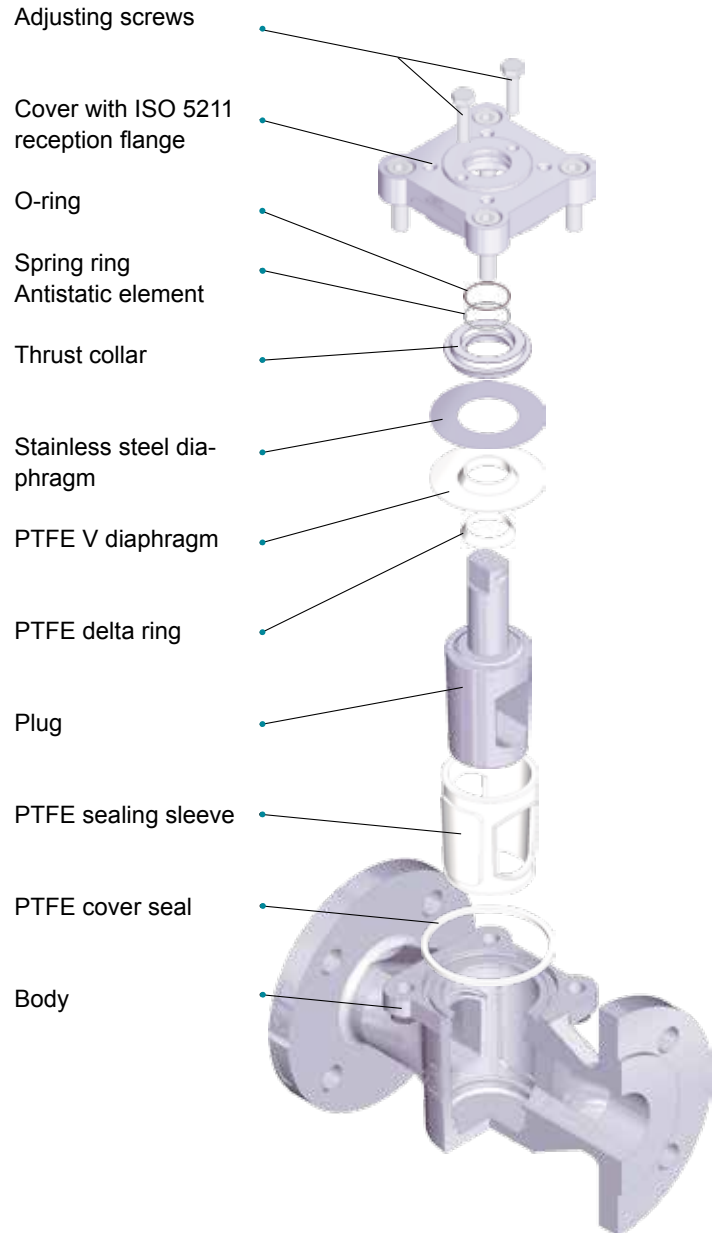 Adjusting screws
Cover with ISO 5211
reception flange
O-ring
Spring ring
Antistatic element
Thrust collar
Stainless steel dia-
phragm
PTFE V diaphragm
PTFE delta ring
Plug
PTFE sealing sleeve
PTFE cover seal
Body